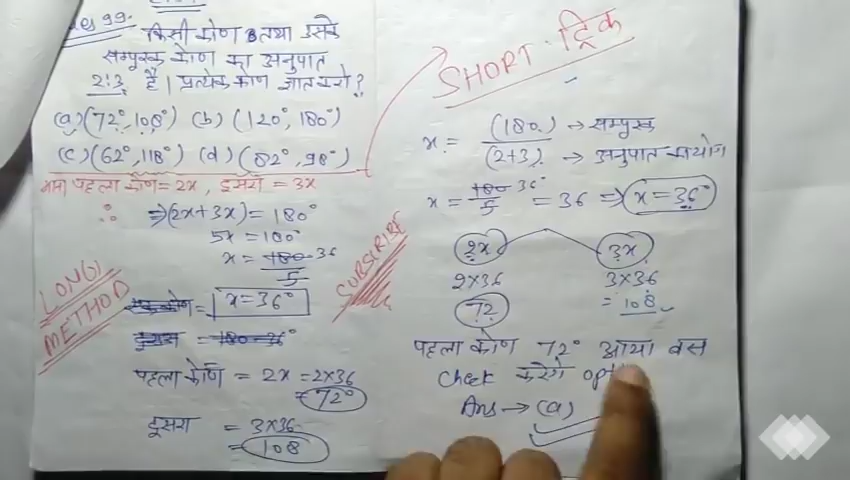 Ques 99. किसी कोण व तथा उसके
सम्पूरक कोण का अनुपात
2:3 है। प्रत्येक कोण ज्ञात करो?
(a) (72°,108°) (b) (120°, 180°)
(c) (62°, 118°) (d) (82°, 98°)
माना पहला कोण = 2x, दुसरा = 3x
∴ ⇒ (2x+3x) = 180°
5x = 180°
x = 180 36
5
x = 36°
पहला कोण = 2x = 2×36
= 72°
दूसरा = 3×36
= 108
LONG
METHOD
SUBSCRIBE
SHORT. ट्रिक
x = (180) → सम्पूरक
(2+3) → अनुपात का योग
x = 180 36 = 36 ⇒ x = 36°
5
2x 3x
2×36 3×36
72 = 108
पहला कोण 72° आया बस
Check करेंगे
Ans → (a)